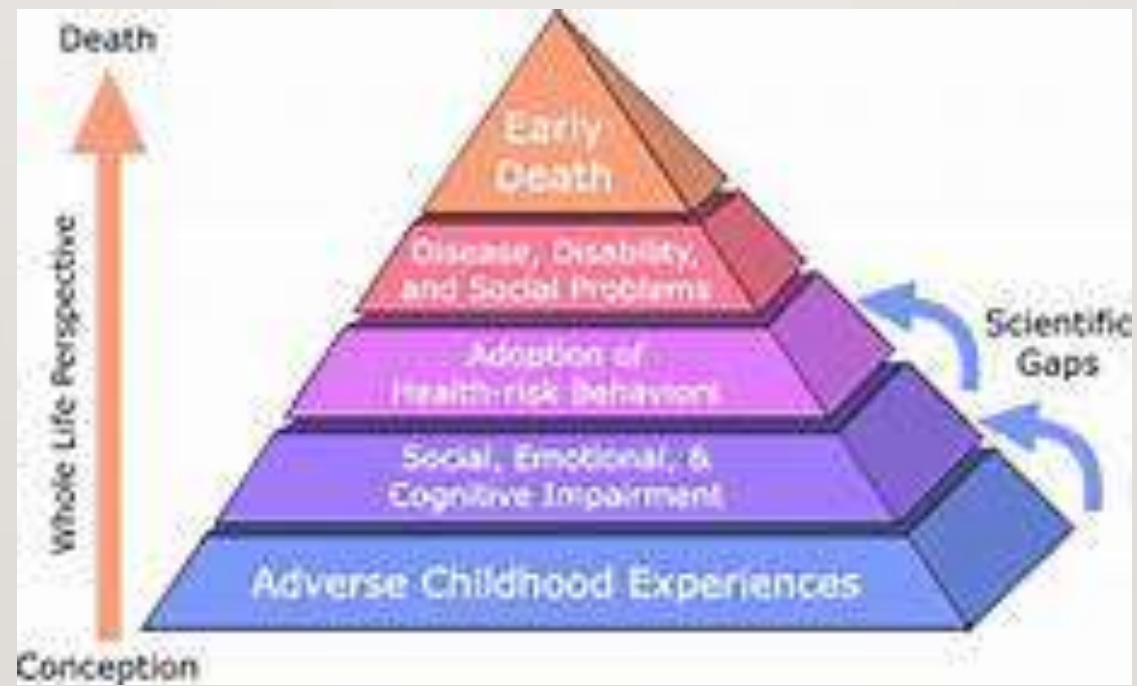 Death
Whole Life Perspective
Conception
Early
Death
Disease, Disability,
and Social Problems
Adoption of
Health-risk Behaviors
Social, Emotional, &
Cognitive Impairment
Adverse Childhood Experiences
Scientific
Gaps